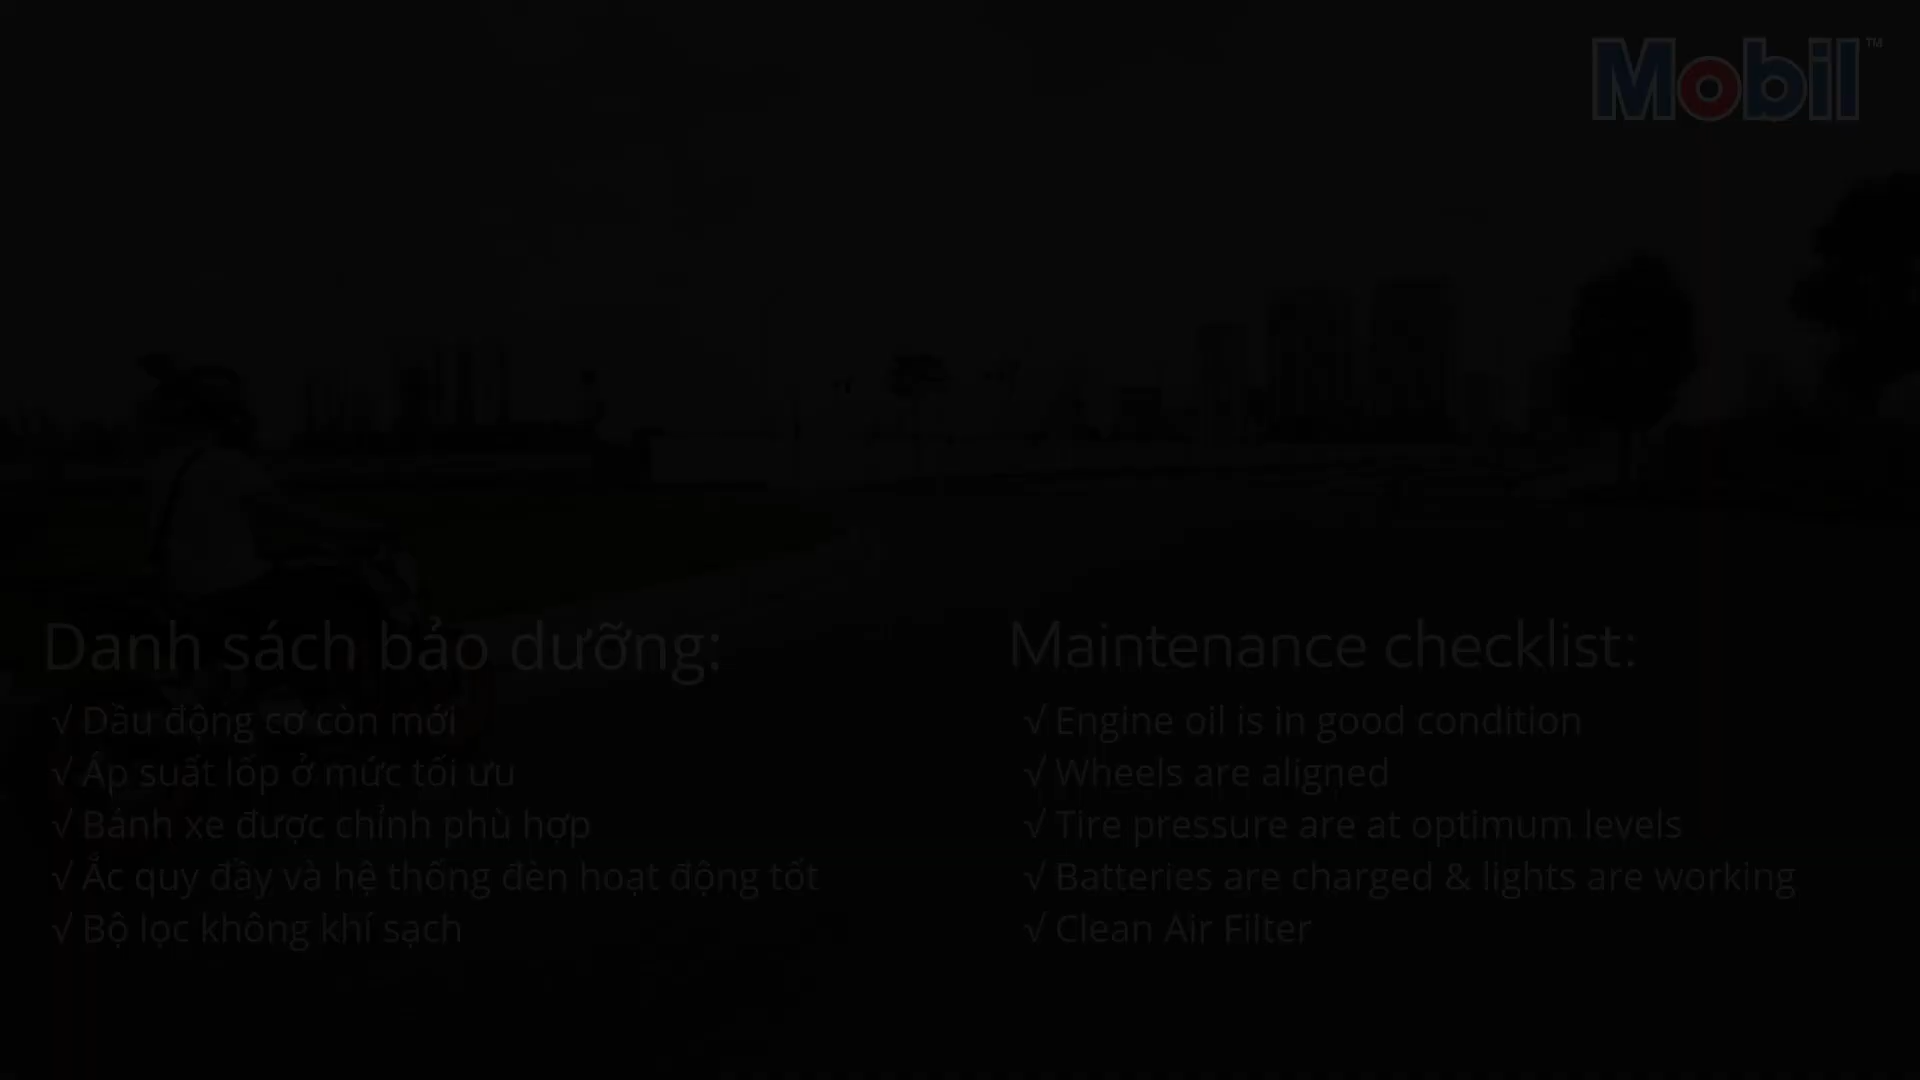 Mobil™
Danh sách bảo dưỡng:
√ Dầu động cơ còn mới
√ Áp suất lốp ở mức tối ưu
√ Bánh xe được chỉnh phù hợp
√ Ắc quy đầy và hệ thống đèn hoạt động tốt
√ Bộ lọc không khí sạch
Maintenance checklist:
√ Engine oil is in good condition
√ Wheels are aligned
√ Tire pressure are at optimum levels
√ Batteries are charged & lights are working
√ Clean Air Filter